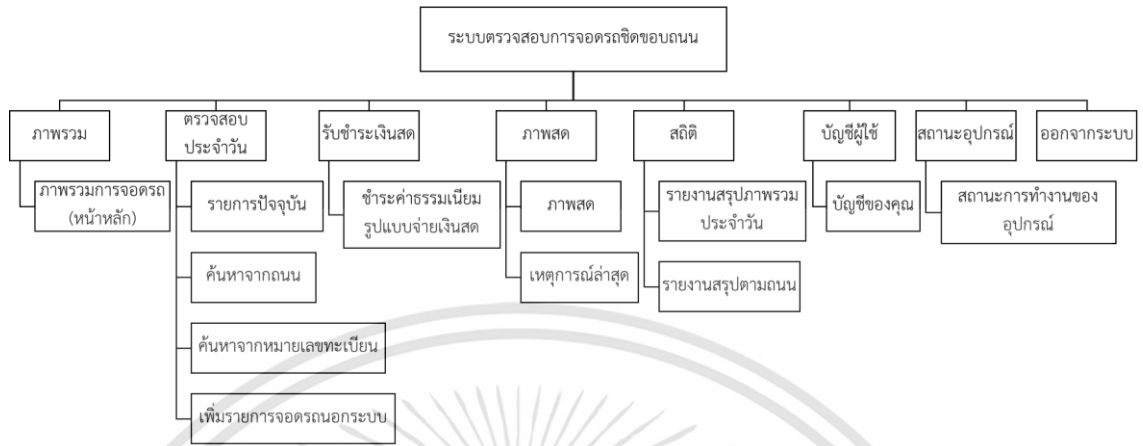 ระบบตรวจสอบการจอดรถชิดขอบถนน
ภาพรวม
ตรวจสอบ
ประจำวัน
รับชำระเงินสด
ภาพสด
สถิติ
บัญชีผู้ใช้
สถานะอุปกรณ์
ออกจากระบบ
ภาพรวมการจอดรถ
(หน้าหลัก)
รายการปัจจุบัน
ชำระค่าธรรมเนียม
รูปแบบจ่ายเงินสด
ภาพสด
รายงานสรุปภาพรวม
ประจำวัน
บัญชีของคุณ
สถานะการทำงานของ
อุปกรณ์
ค้นหาจากถนน
เหตุการณ์ล่าสุด
รายงานสรุปตามถนน
ค้นหาจากหมายเลขทะเบียน
เพิ่มรายการจอดรถนอกระบบ